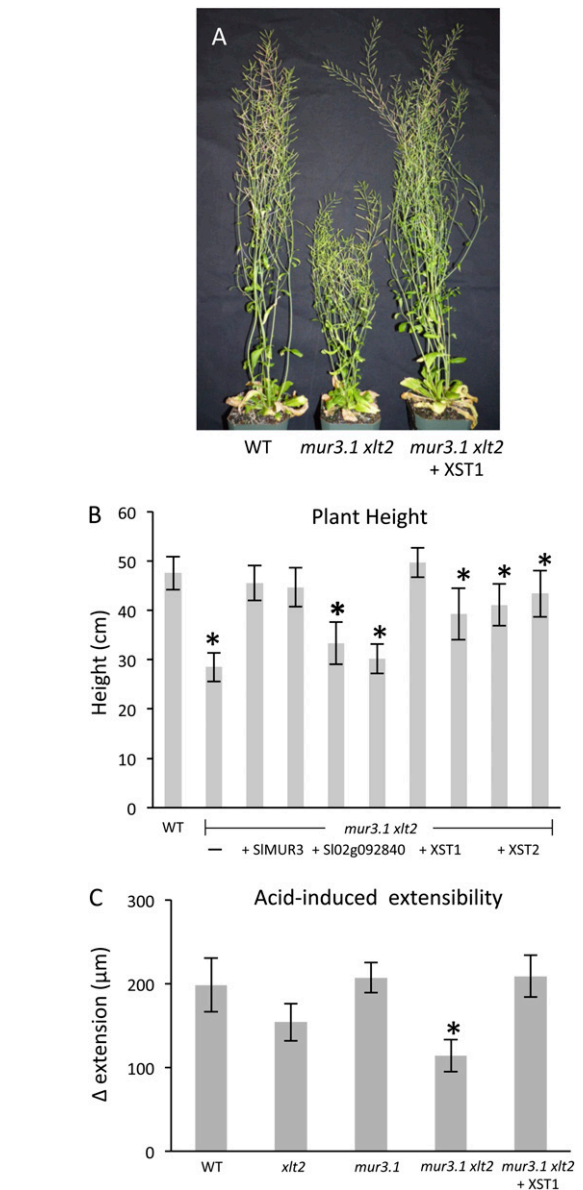 A
WT mur3.1 xlt2 mur3.1 xlt2
+ XST1
B
Plant Height
Height (cm)
60
50
40
30
20
10
0
* * * * * *
WT mur3.1 xlt2
— + SlMUR3 + Sl02g092840 + XST1 + XST2
C
Acid-induced extensibility
Δ extension (µm)
300
200
100
0
*
WT xlt2 mur3.1 mur3.1 xlt2 mur3.1 xlt2
+ XST1